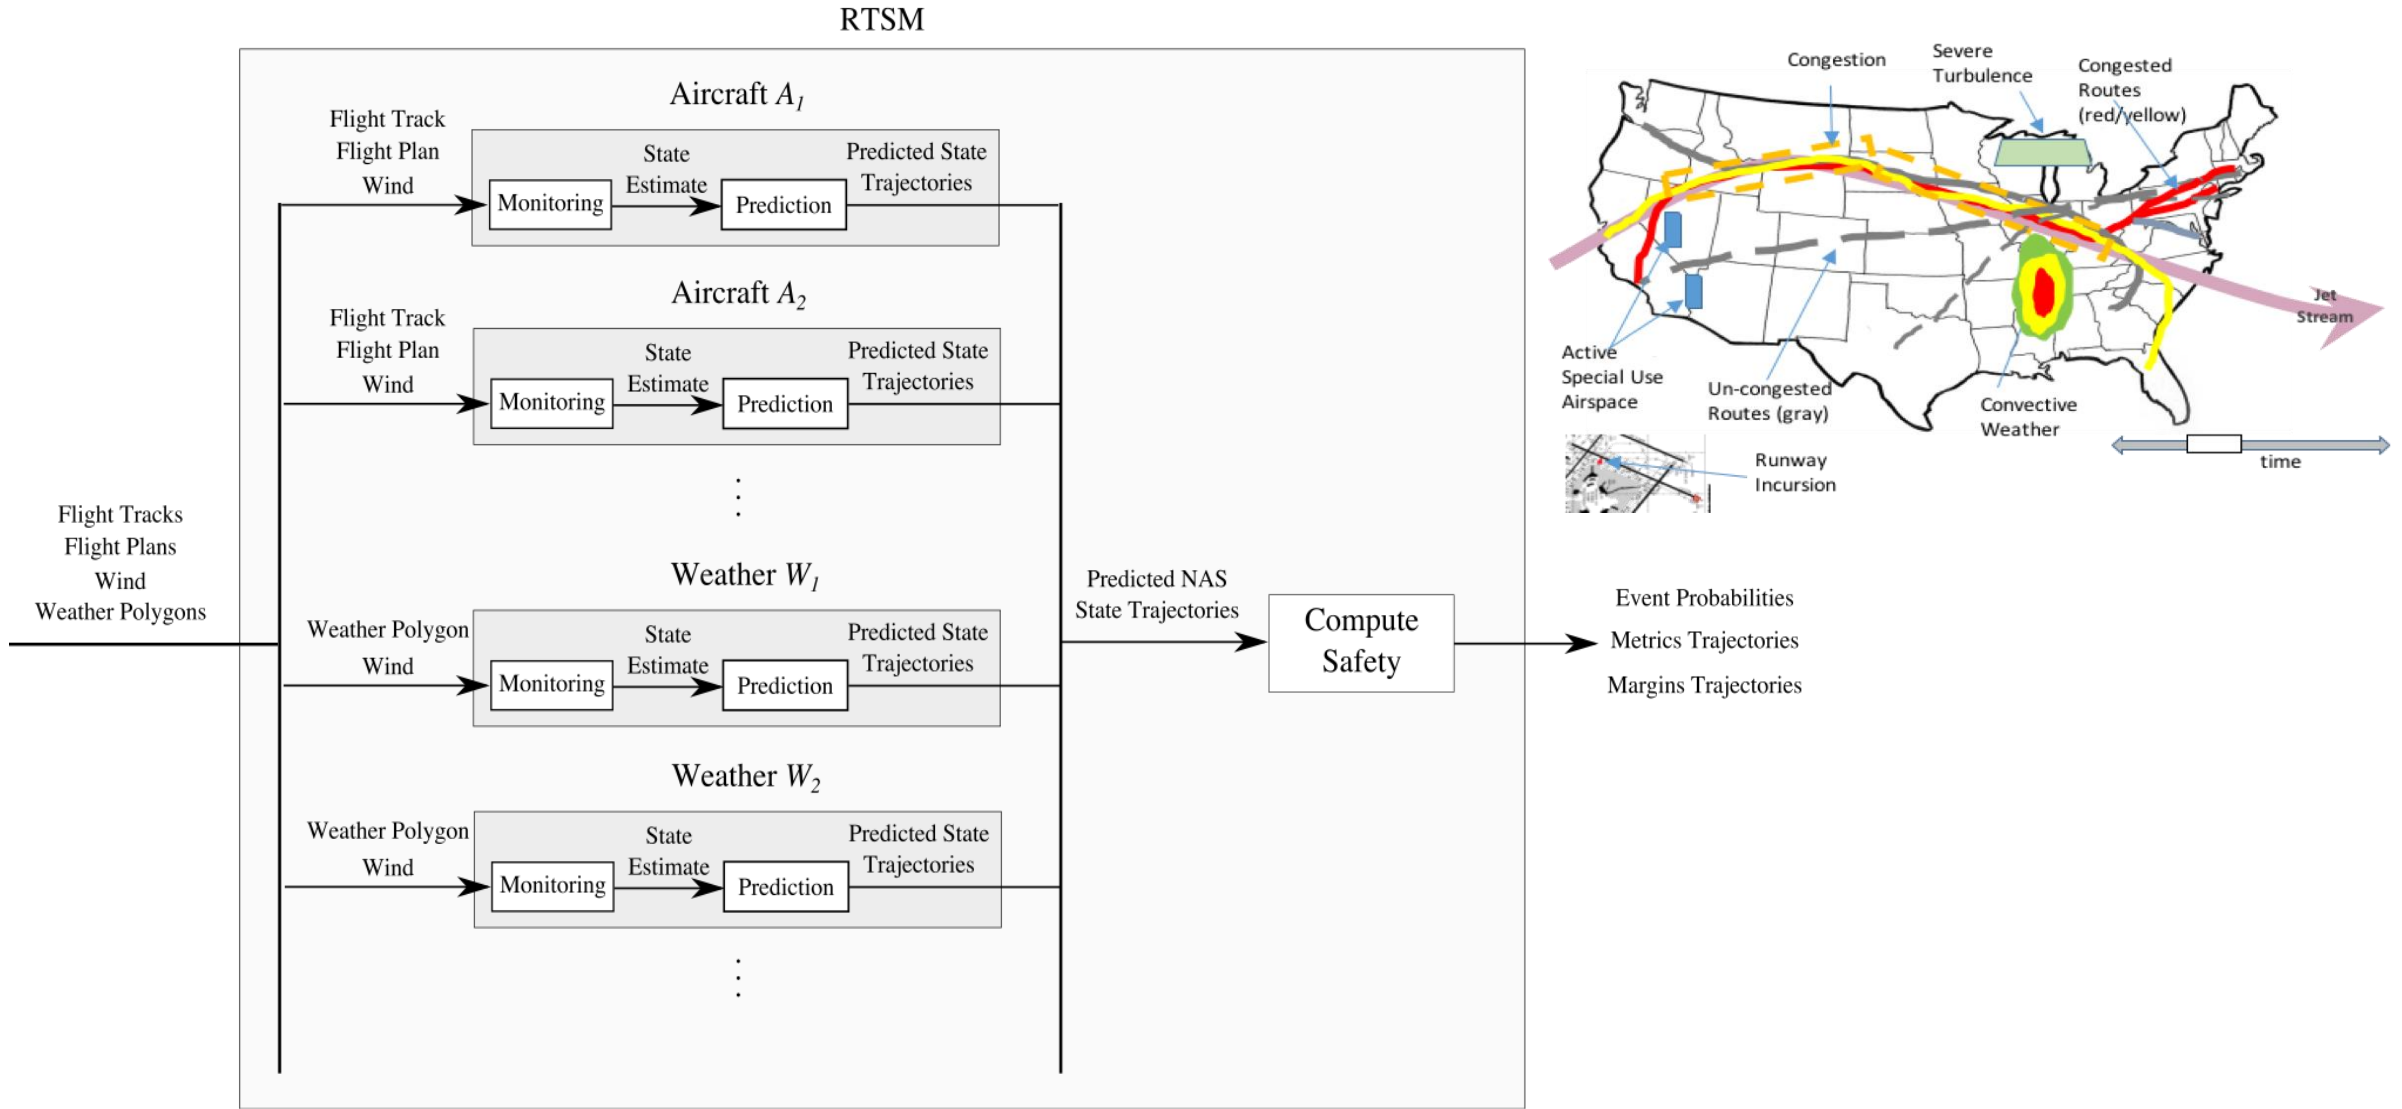 RTSM
Flight Tracks
Flight Plans
Wind
Weather Polygons
Aircraft A1
Flight Track
Flight Plan
Wind
Monitoring
State
Estimate
Prediction
Predicted State
Trajectories
Aircraft A2
Flight Track
Flight Plan
Wind
Monitoring
State
Estimate
Prediction
Predicted State
Trajectories
Weather W1
Weather Polygon
Wind
Monitoring
State
Estimate
Prediction
Predicted State
Trajectories
Weather W2
Weather Polygon
Wind
Monitoring
State
Estimate
Prediction
Predicted State
Trajectories
Predicted NAS
State Trajectories
Compute
Safety
Event Probabilities
Metrics Trajectories
Margins Trajectories
Congestion
Severe
Turbulence
Congested
Routes
(red/yellow)
Jet
Stream
Active
Special Use
Airspace
Un-congested
Routes (gray)
Convective
Weather
Runway
Incursion
time